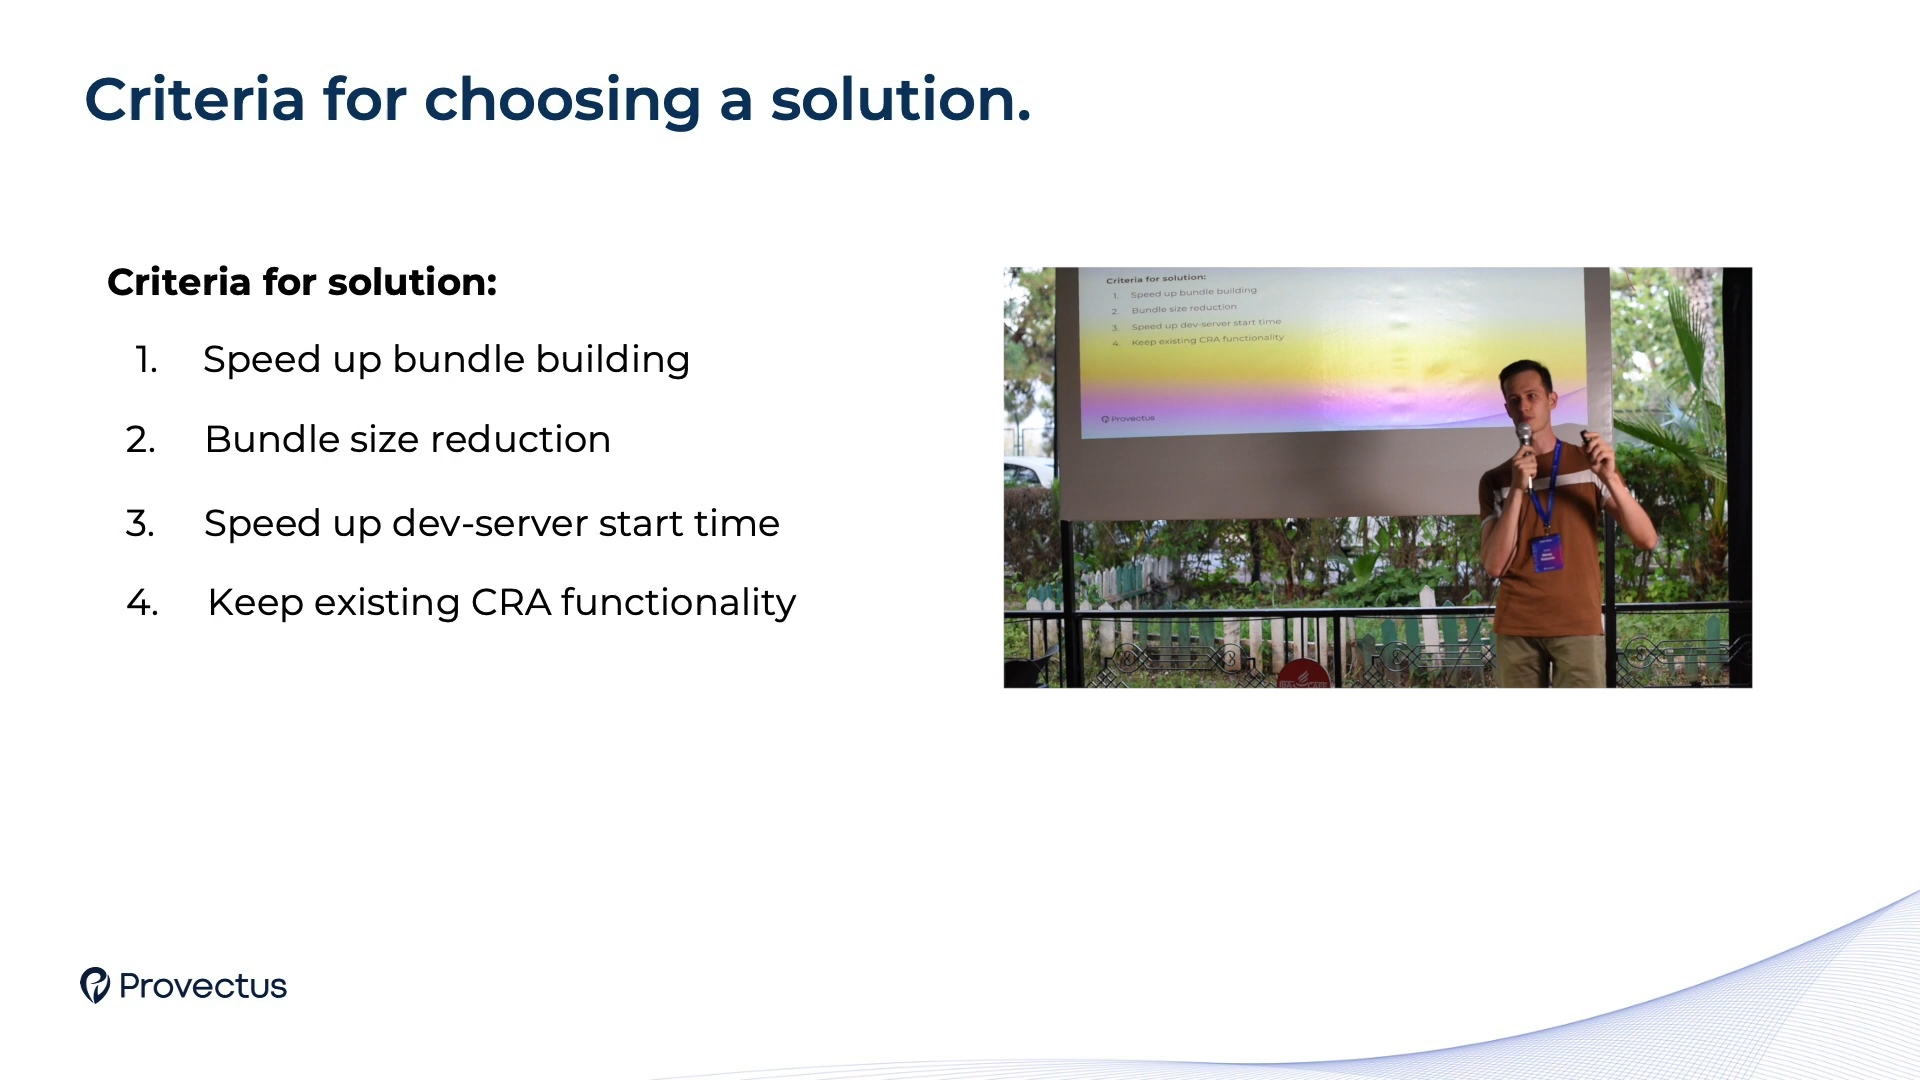 Criteria for choosing a solution.
Criteria for solution:
1. Speed up bundle building
2. Bundle size reduction
3. Speed up dev-server start time
4. Keep existing CRA functionality
Criteria for solution:
1. Speed up bundle building
2. Bundle size reduction
3. Speed up dev-server start time
4. Keep existing CRA functionality
Provectus
Provectus